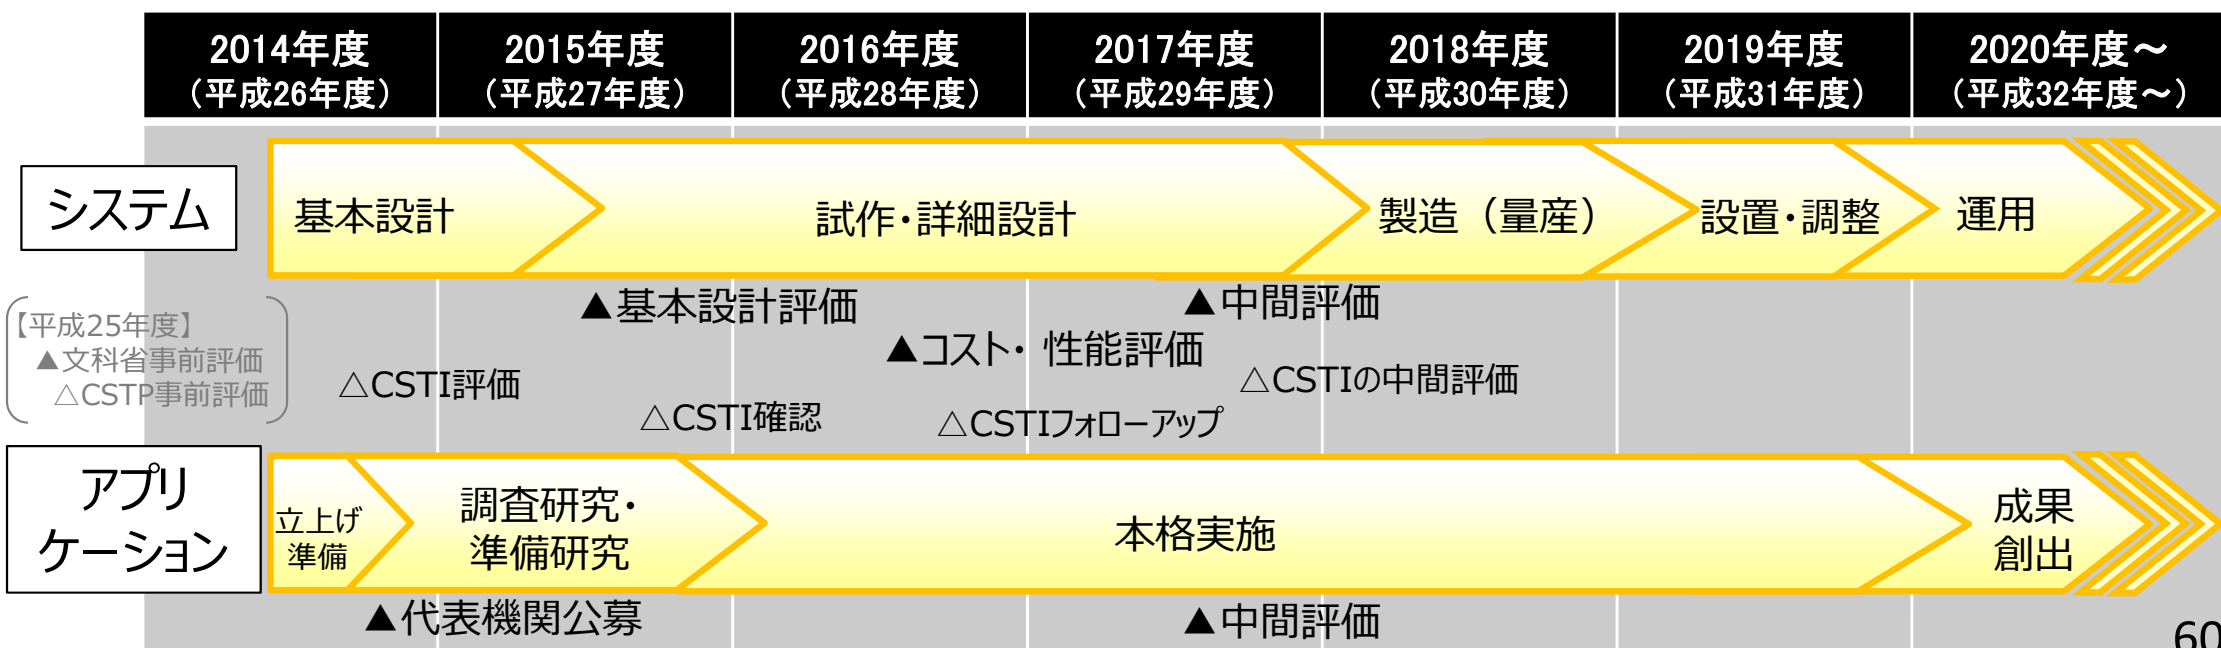 2014年度
（平成26年度）
2015年度
（平成27年度）
2016年度
（平成28年度）
2017年度
（平成29年度）
2018年度
（平成30年度）
2019年度
（平成31年度）
2020年度～
（平成32年度～）
システム
基本設計
試作・詳細設計
製造（量産）
設置・調整
運用
▲基本設計評価
▲中間評価
【平成25年度】
▲文科省事前評価
△CSTP事前評価
▲コスト・ 性能評価
△CSTI評価
△CSTIの中間評価
△CSTI確認
△CSTIフォローアップ
アプリ
ケーション
立上げ
準備
調査研究・
準備研究
本格実施
成果
創出
▲代表機関公募
▲中間評価
60